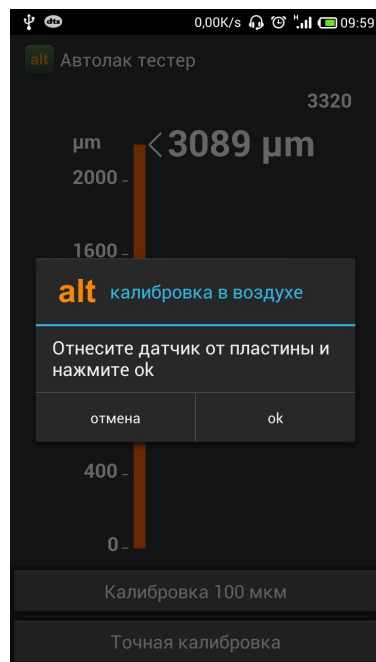 dts 0,00K/s H 09:59
alt Автолак тестер
3320
μm <3089 μm
2000
1600
alt калибровка в воздухе
Отнесите датчик от пластины и
нажмите ok
отмена ok
400
0
Калибровка 100 мкм
Точная калибровка